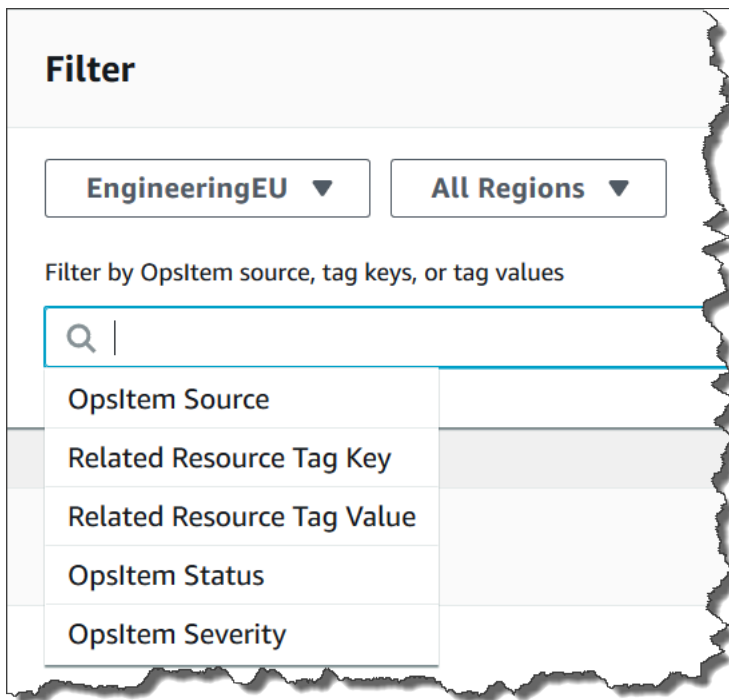 Filter
EngineeringEU All Regions
Filter by OpsItem source, tag keys, or tag values
OpsItem Source
Related Resource Tag Key
Related Resource Tag Value
OpsItem Status
OpsItem Severity